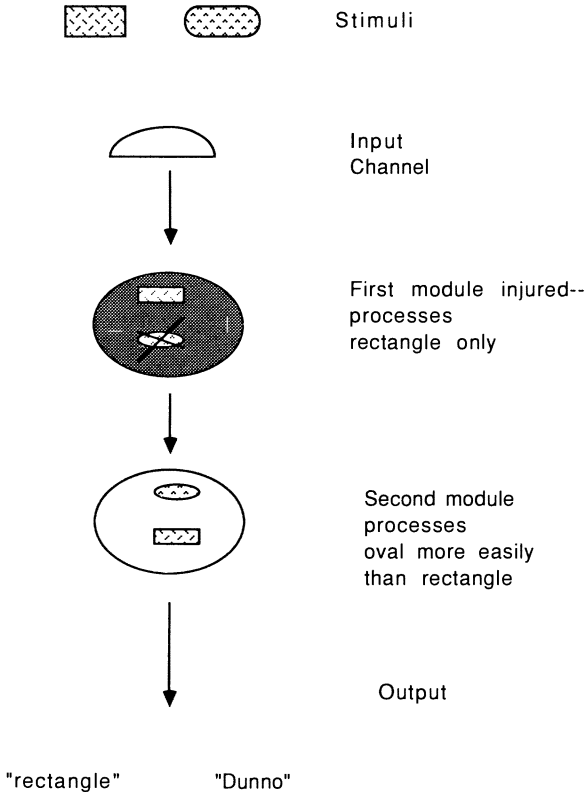 Stimuli
Input
Channel
First module injured--
processes
rectangle only
Second module
processes
oval more easily
than rectangle
Output
"rectangle" "Dunno"